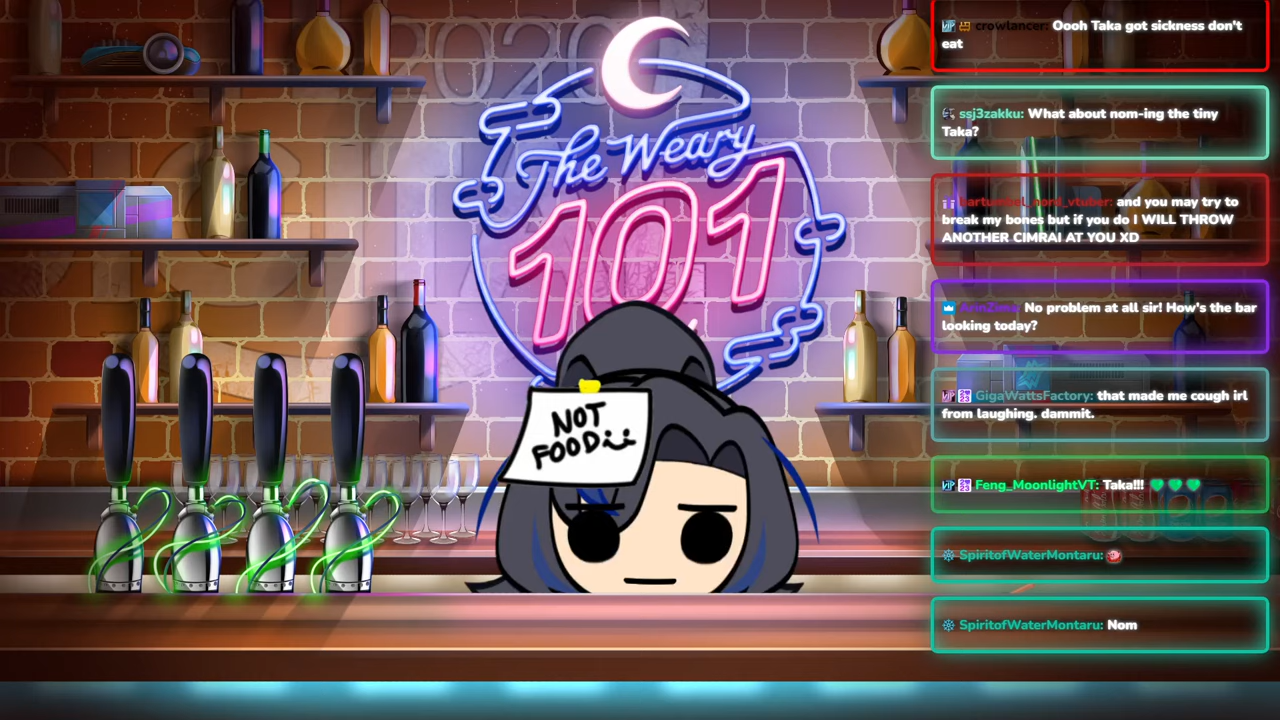 2020
The Weary
101
NOT
FOOD
crowlancer: Oooh Taka got sickness don't
eat
ssj3zakku: What about nom-ing the tiny
Taka?
and you may try to
break my bones but if you do I WILL THROW
ANOTHER CIMRAI AT YOU XD
No problem at all sir! How's the bar
looking today?
GigaWattsFactory: that made me cough irl
from laughing. dammit.
Feng_MoonlightVT: Taka!!! 💚💚💚
SpiritofWaterMontaru:
SpiritofWaterMontaru: Nom